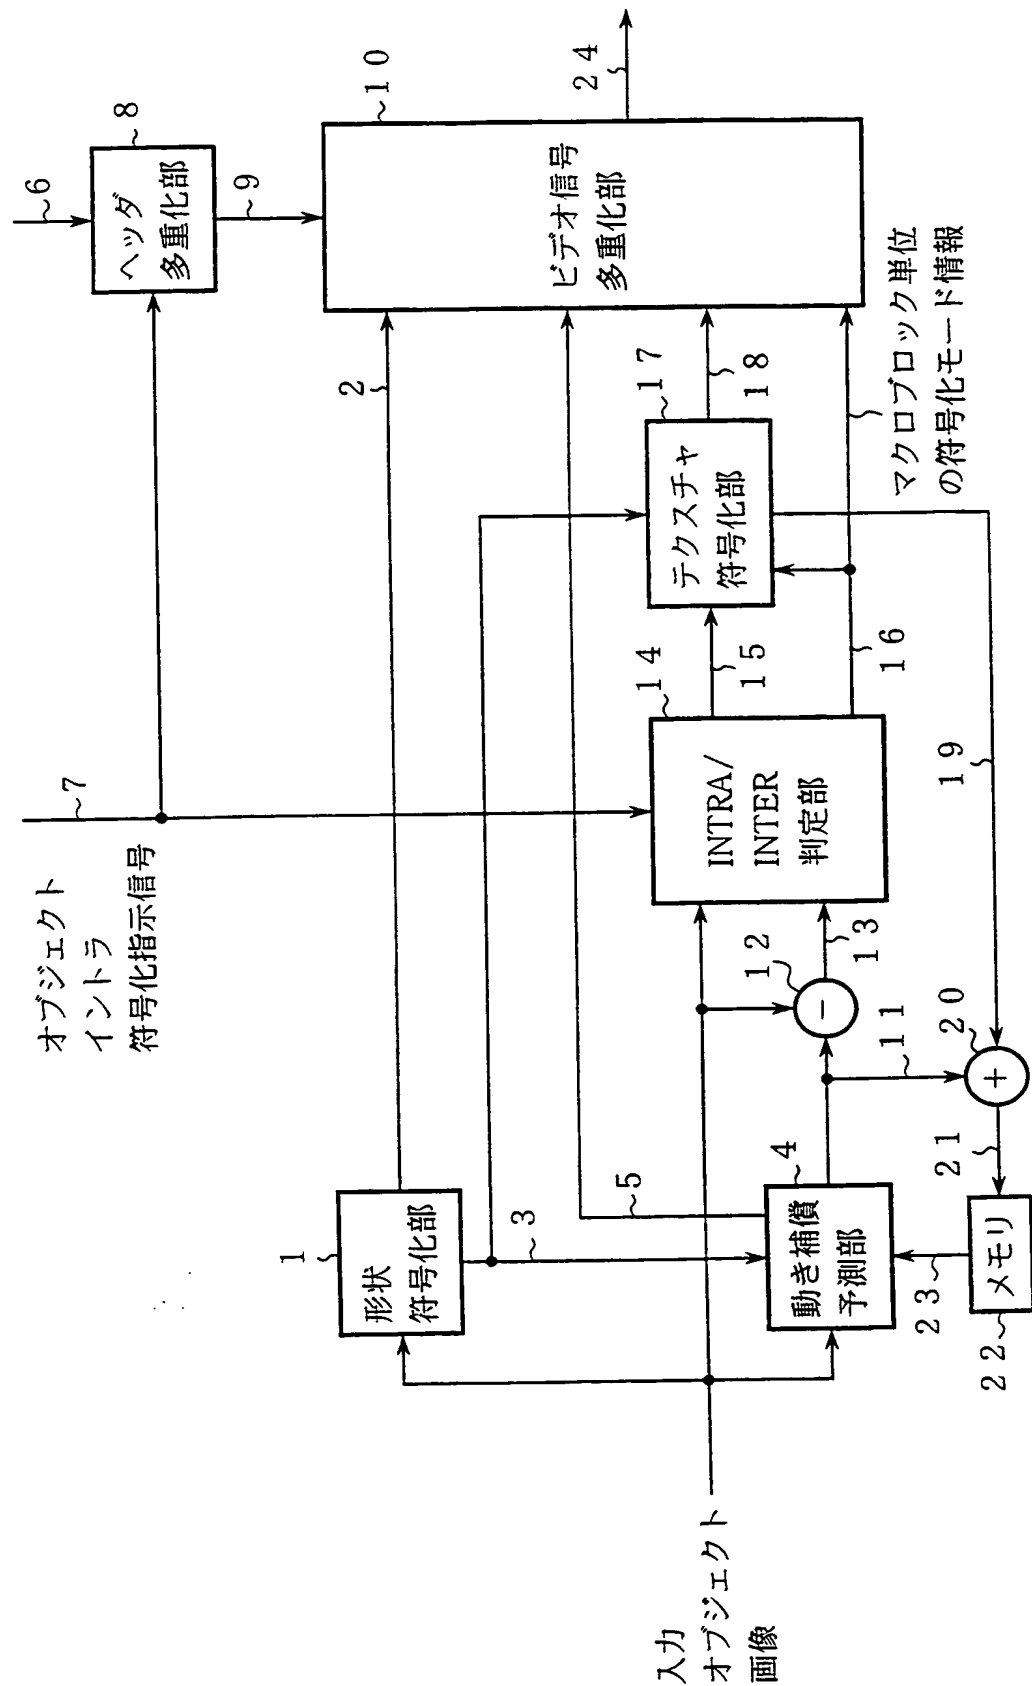 入力
オブジェクト
画像
オブジェクト
イントラ
符号化指示信号
7
6
ヘッダ
多重化部
8
9
1
形状
符号化部
2
3
動き補償
予測部
4
5
11
12
−
13
INTRA/
INTER
判定部
14
15
16
テクスチャ
符号化部
17
18
マクロブロック単位
の符号化モード情報
ビデオ信号
多重化部
10
24
19
20
+
21
メモリ
22
23